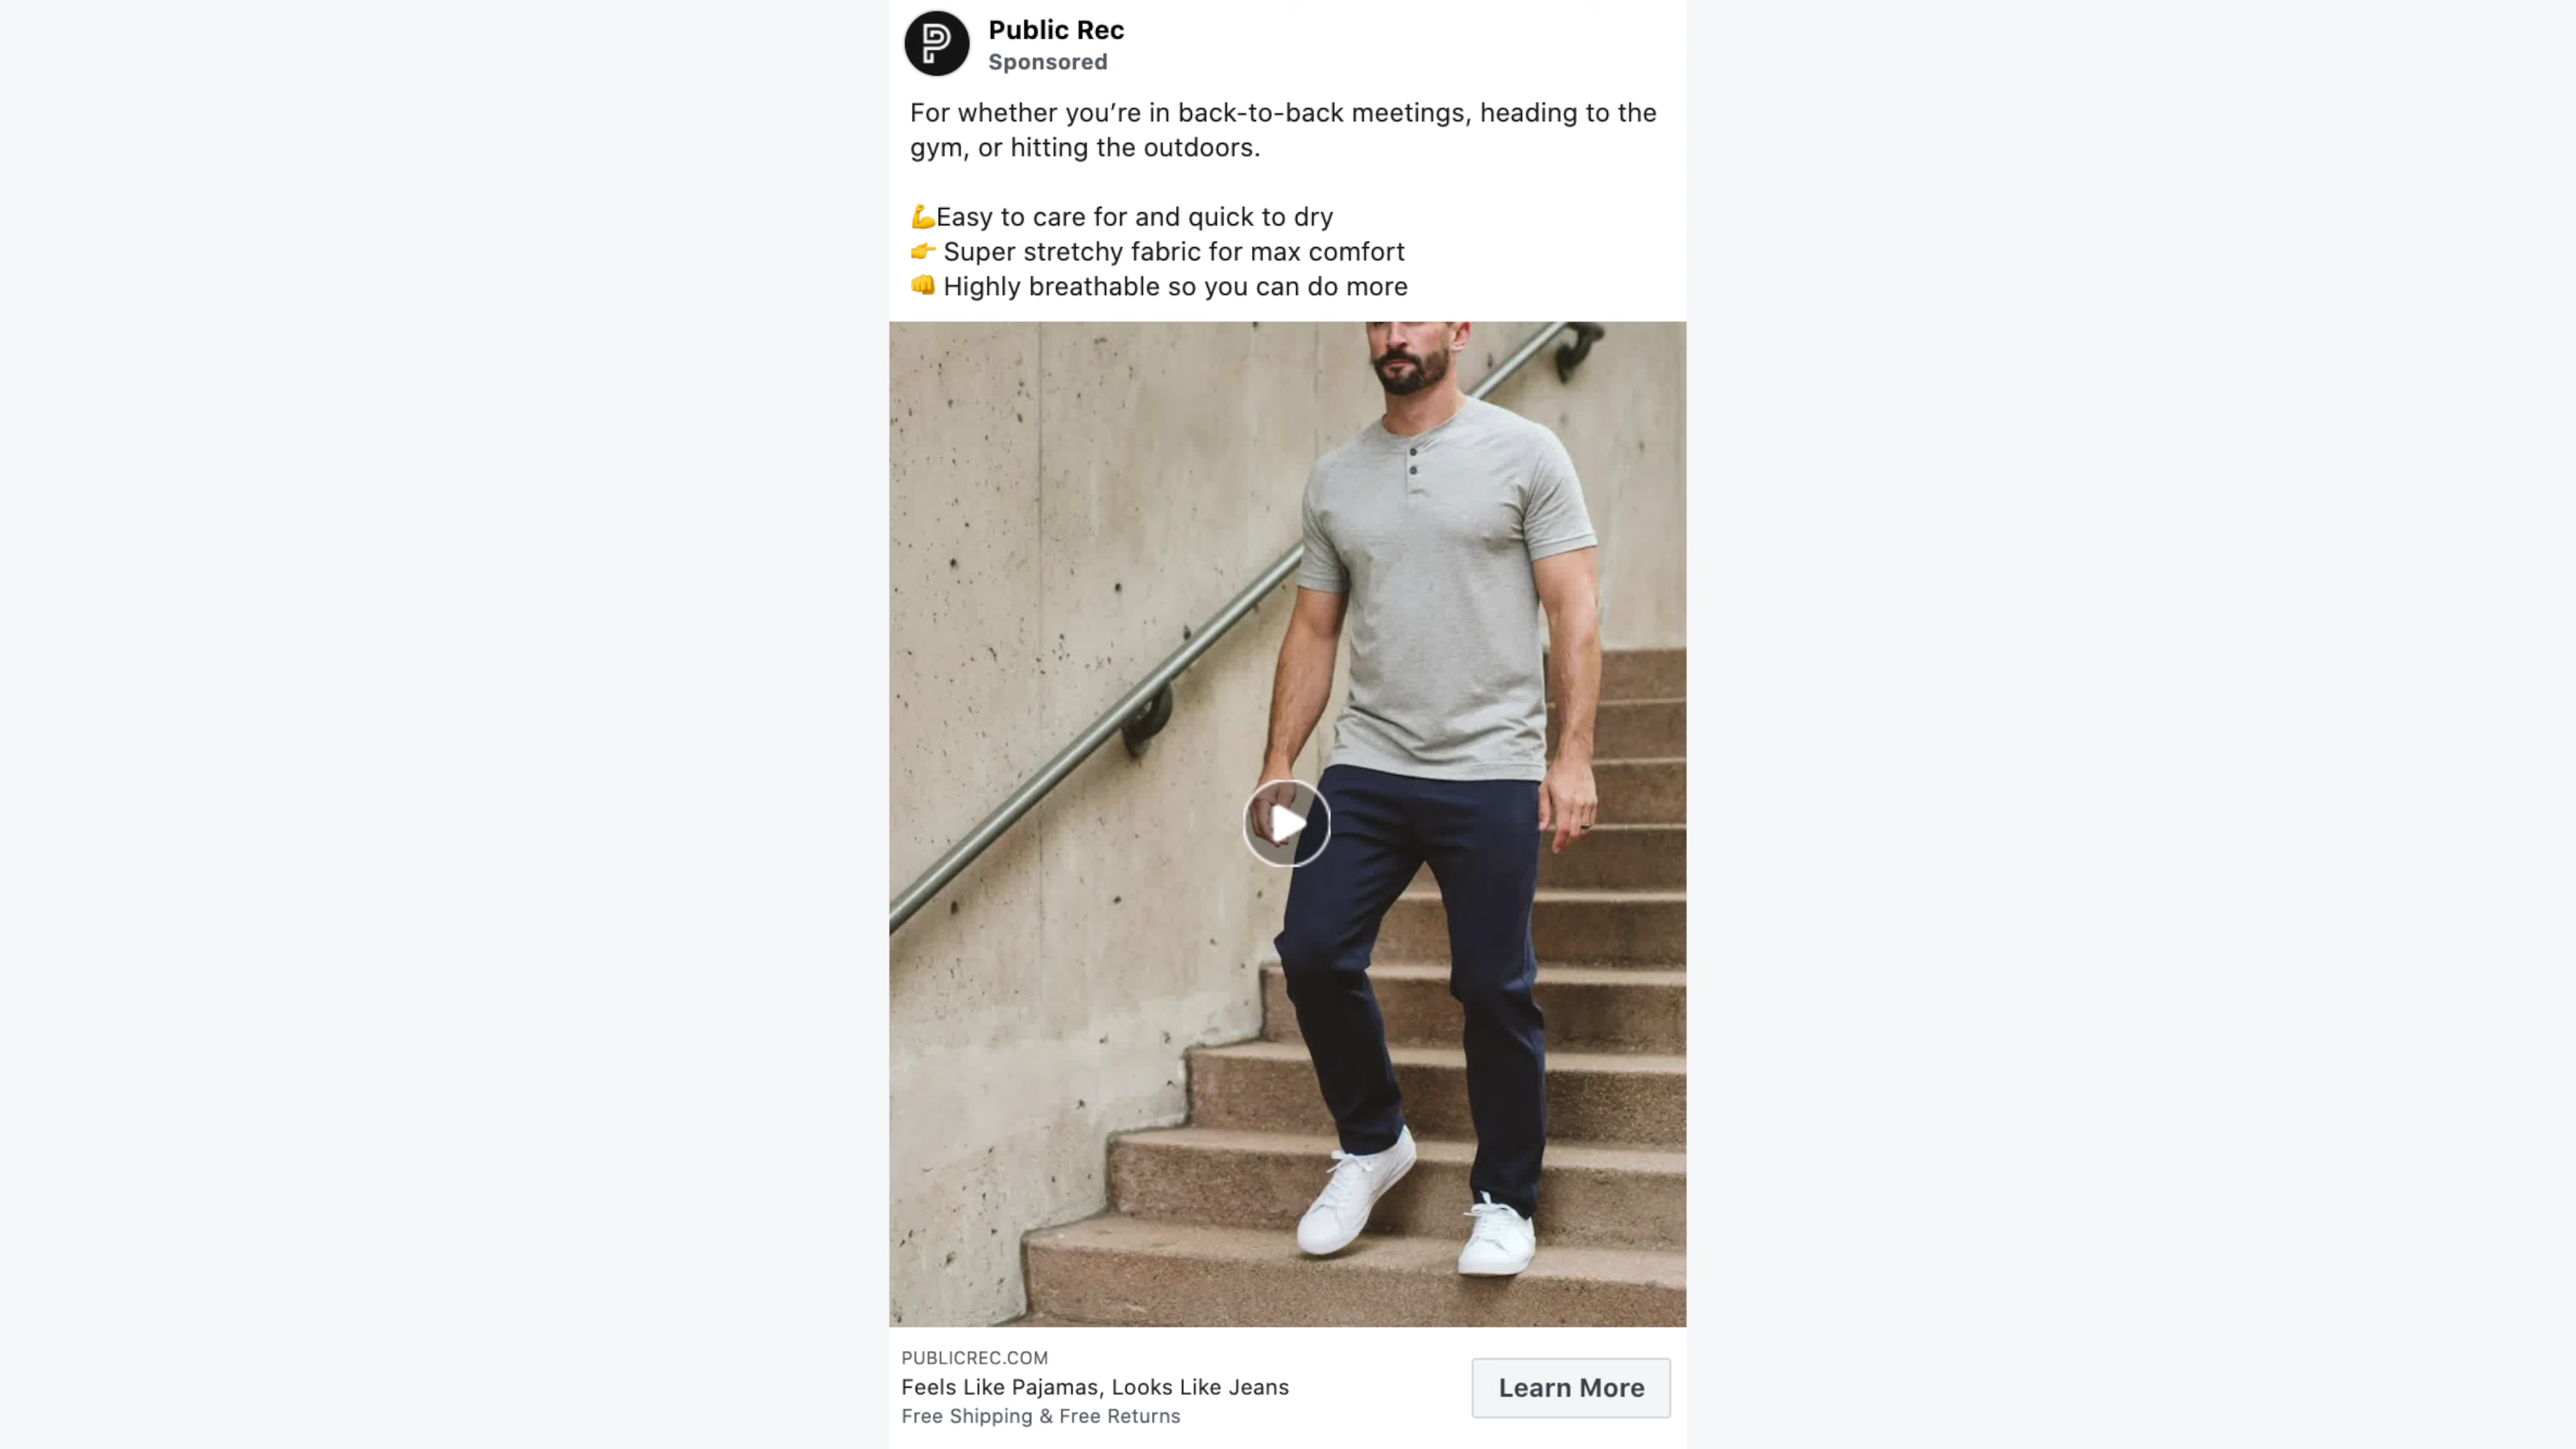 Public Rec
Sponsored
For whether you’re in back-to-back meetings, heading to the
gym, or hitting the outdoors.
💪Easy to care for and quick to dry
👉 Super stretchy fabric for max comfort
👊 Highly breathable so you can do more
PUBLICREC.COM
Feels Like Pajamas, Looks Like Jeans
Free Shipping & Free Returns
Learn More